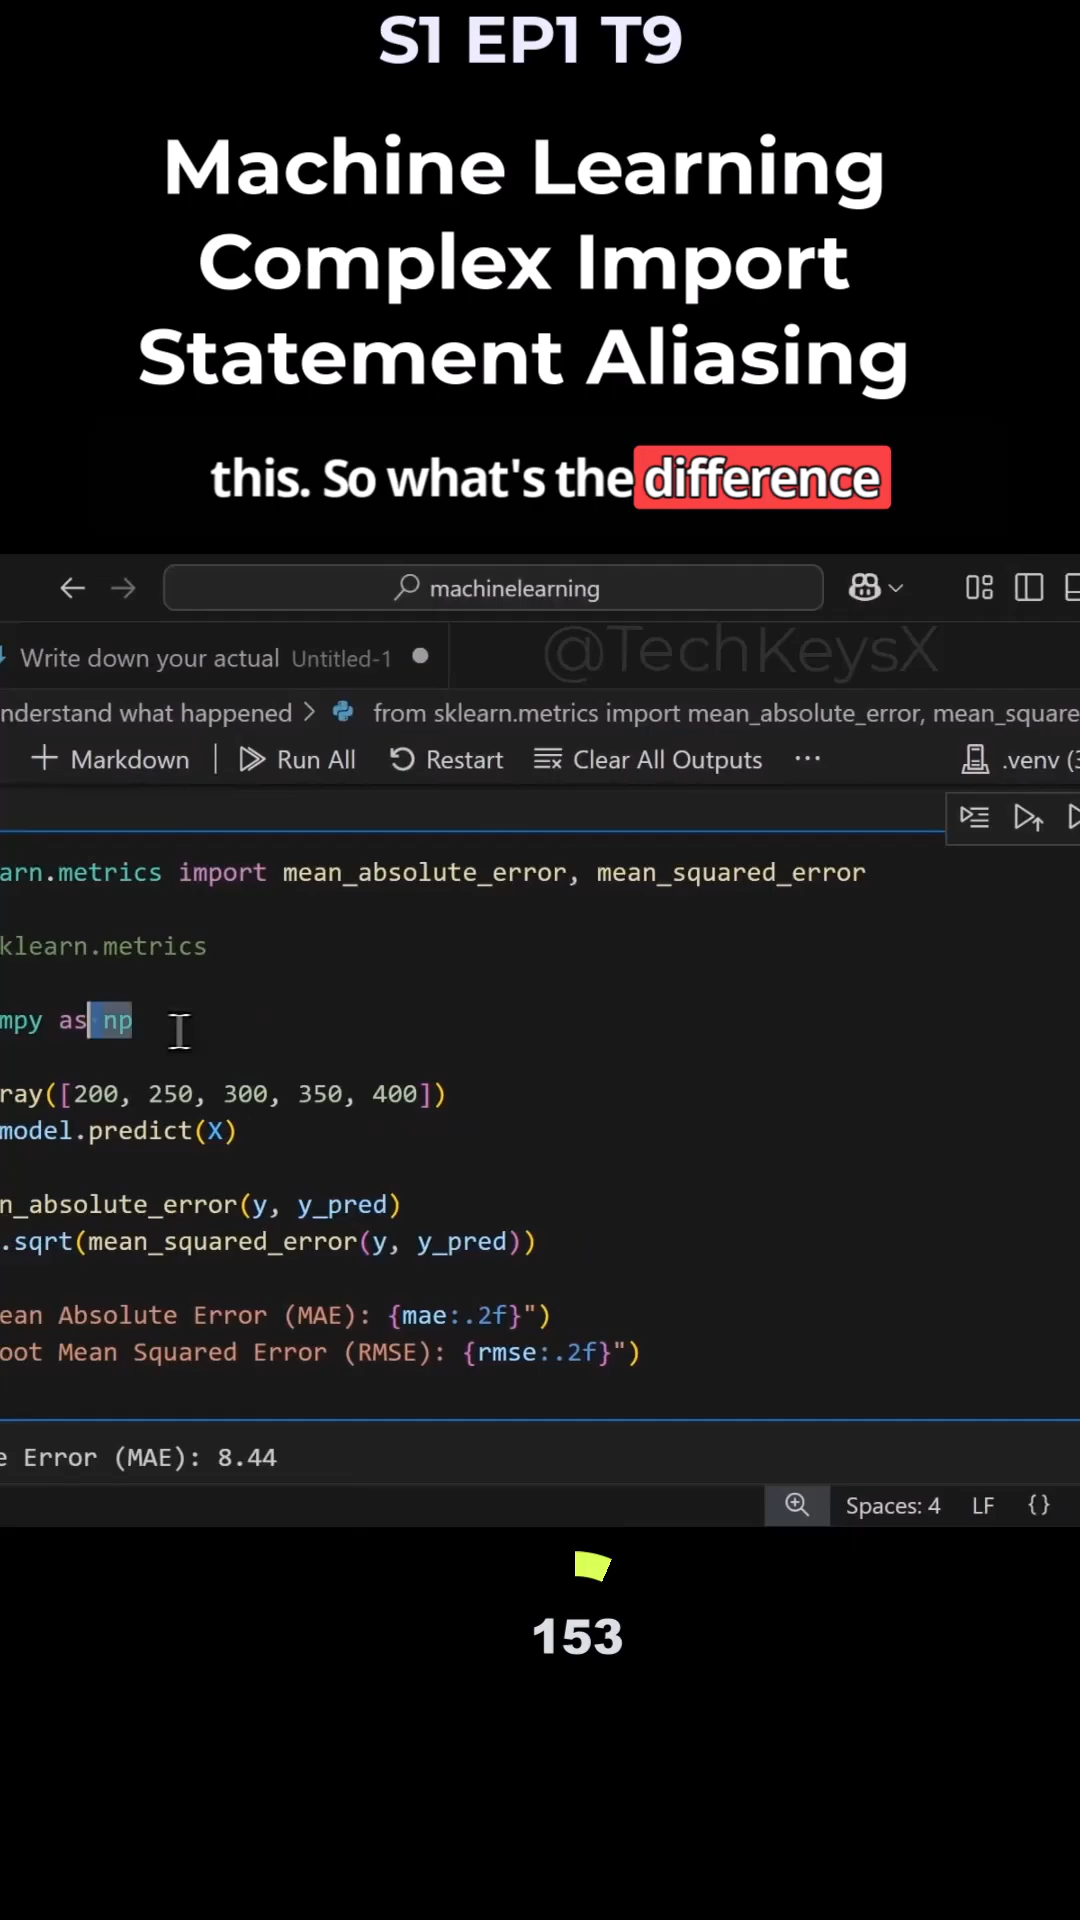 S1 EP1 T9
Machine Learning
Complex Import
Statement Aliasing
this. So what's the difference
machinelearning
Write down your actual Untitled-1
@TechKeysX
nderstand what happened > from sklearn.metrics import mean_absolute_error, mean_square
+ Markdown | Run All Restart Clear All Outputs ... .venv (3
arn.metrics import mean_absolute_error, mean_squared_error
klearn.metrics
mpy as np
ray([200, 250, 300, 350, 400])
model.predict(X)
n_absolute_error(y, y_pred)
.sqrt(mean_squared_error(y, y_pred))
ean Absolute Error (MAE): {mae:.2f}")
oot Mean Squared Error (RMSE): {rmse:.2f}")
e Error (MAE): 8.44
Spaces: 4 LF {}
153